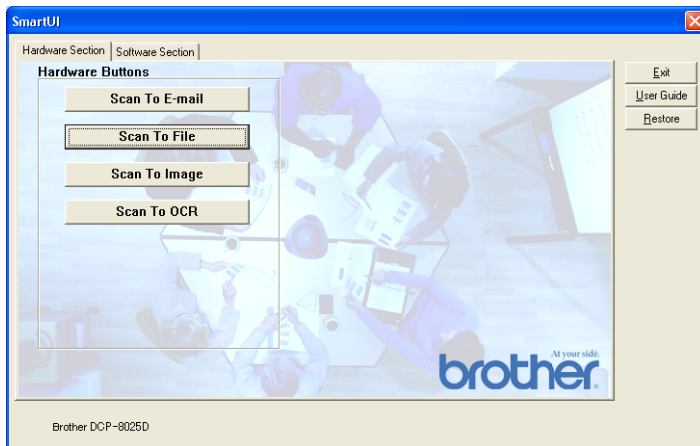 SmartUI
Hardware Section
Software Section
Hardware Buttons
Scan To E-mail
Scan To File
Scan To Image
Scan To OCR
Exit
User Guide
Restore
At your side.
brother
Brother DCP-8025D